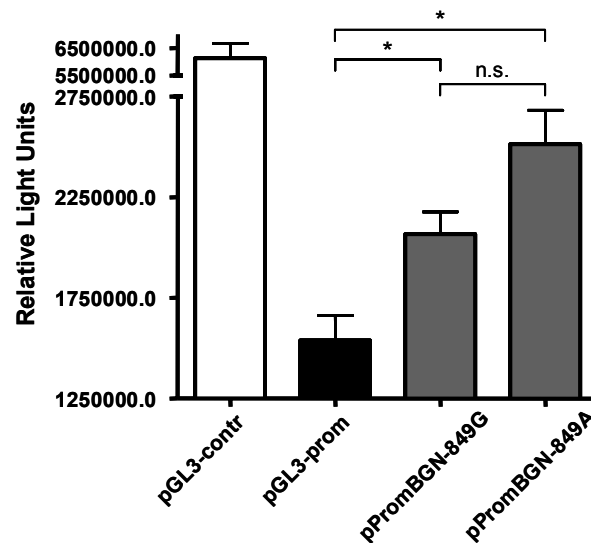 *
*
n.s.
Relative Light Units
6500000.0
5500000.0
2750000.0
2250000.0
1750000.0
1250000.0
pGL3-contr
pGL3-prom
pPromBGN-849G
pPromBGN-849A